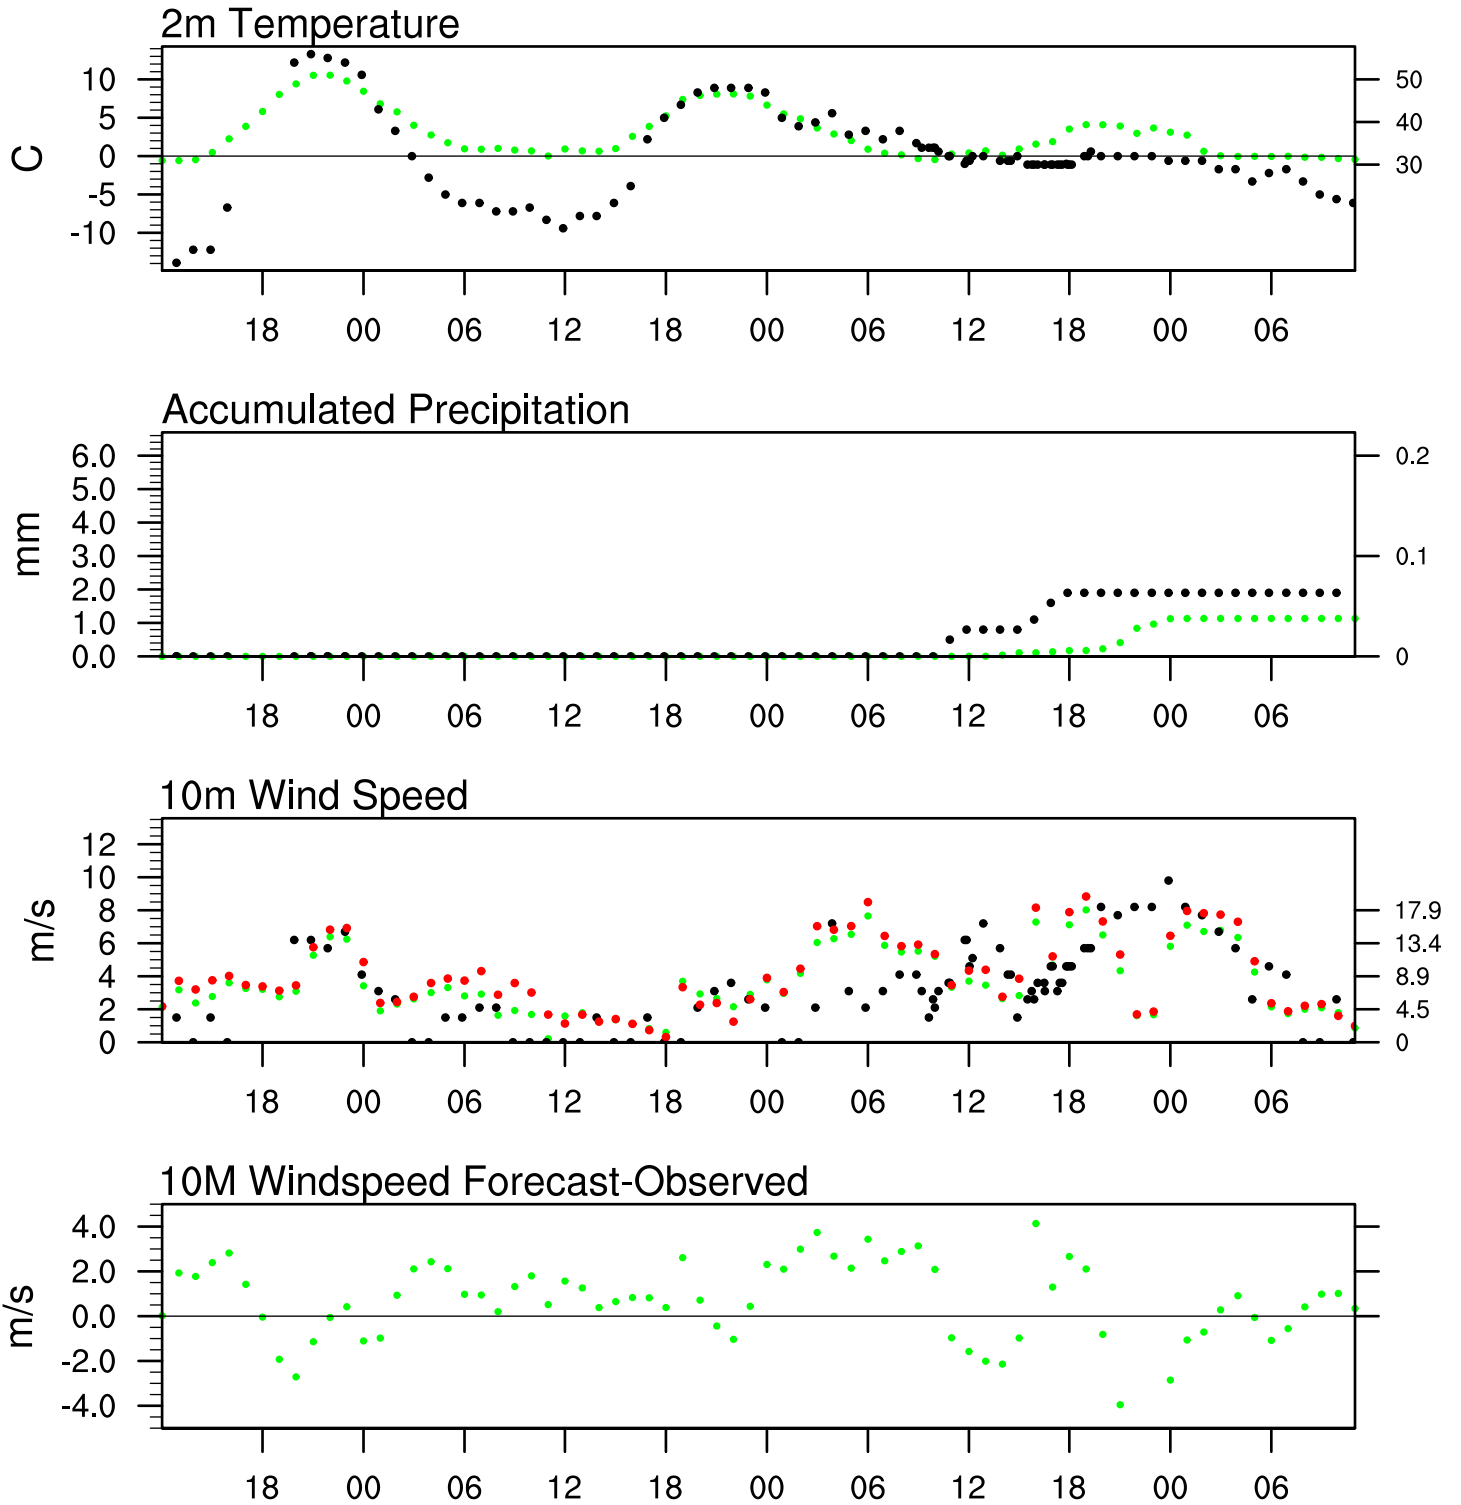 2m Temperature
C
10
5
0
-5
-10
50
40
30
18 00 06 12 18 00 06 12 18 00 06
Accumulated Precipitation
mm
6.0
5.0
4.0
3.0
2.0
1.0
0.0
0.2
0.1
0
18 00 06 12 18 00 06 12 18 00 06
10m Wind Speed
m/s
12
10
8
6
4
2
0
17.9
13.4
8.9
4.5
0
18 00 06 12 18 00 06 12 18 00 06
10M Windspeed Forecast-Observed
m/s
4.0
2.0
0.0
-2.0
-4.0
18 00 06 12 18 00 06 12 18 00 06